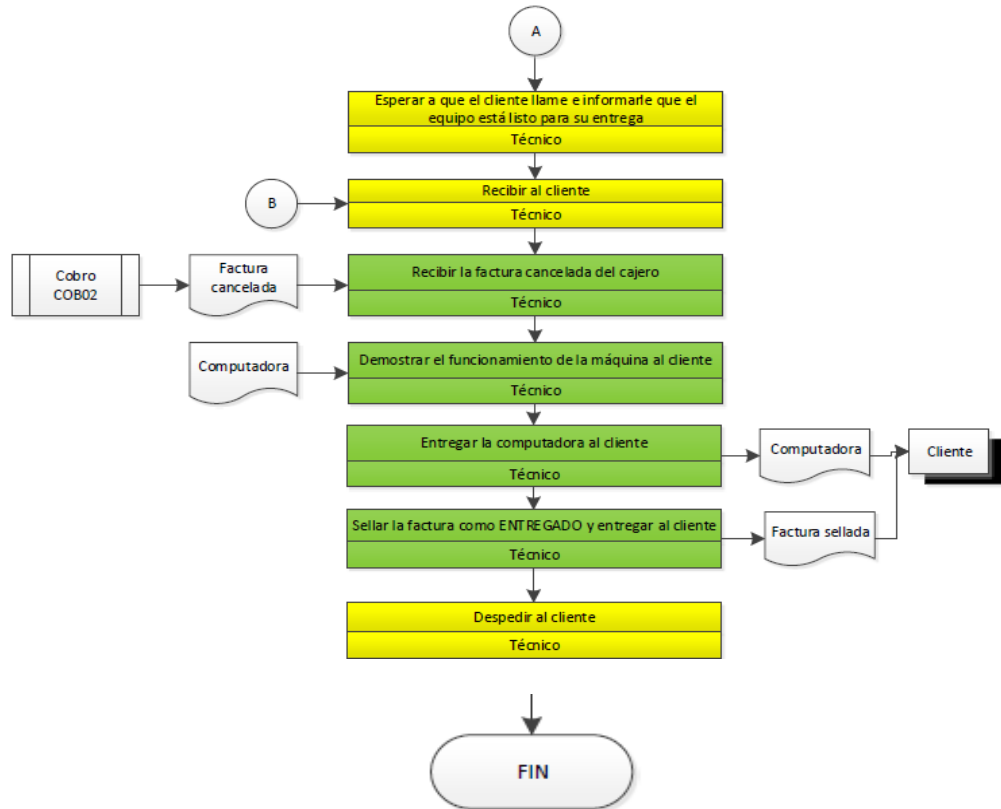 A
Esperar a que el cliente llame e informarle que el
equipo está listo para su entrega
Técnico
B
Recibir al cliente
Técnico
Cobro
COB02
Factura
cancelada
Recibir la factura cancelada del cajero
Técnico
Computadora
Demostrar el funcionamiento de la máquina al cliente
Técnico
Entregar la computadora al cliente
Técnico
Computadora
Cliente
Sellar la factura como ENTREGADO y entregar al cliente
Técnico
Factura sellada
Despedir al cliente
Técnico
FIN